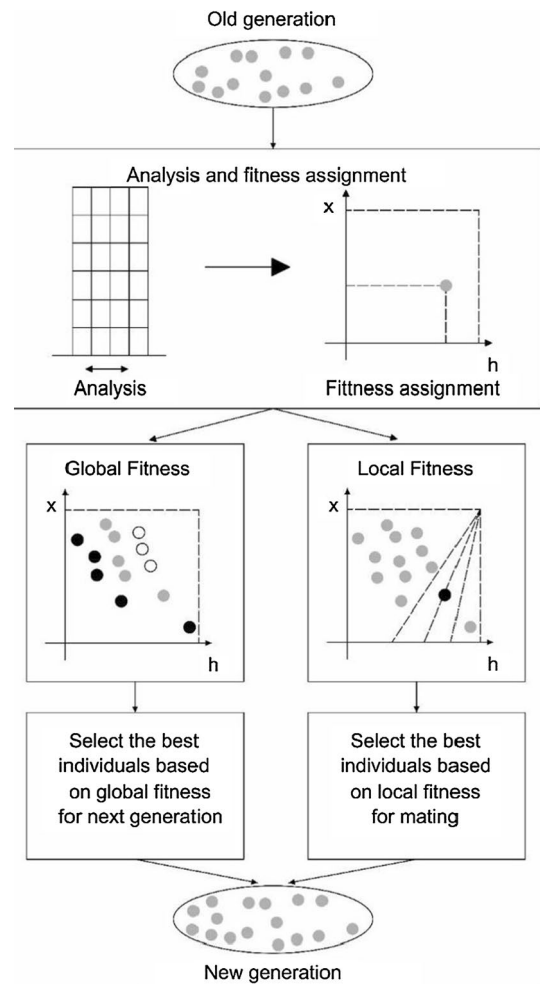 Old generation
Analysis and fitness assignment
x
h
Analysis
Fittness assignment
Global Fitness
x
h
Local Fitness
x
h
Select the best
individuals based
on global fitness
for next generation
Select the best
individuals based
on local fitness
for mating
New generation